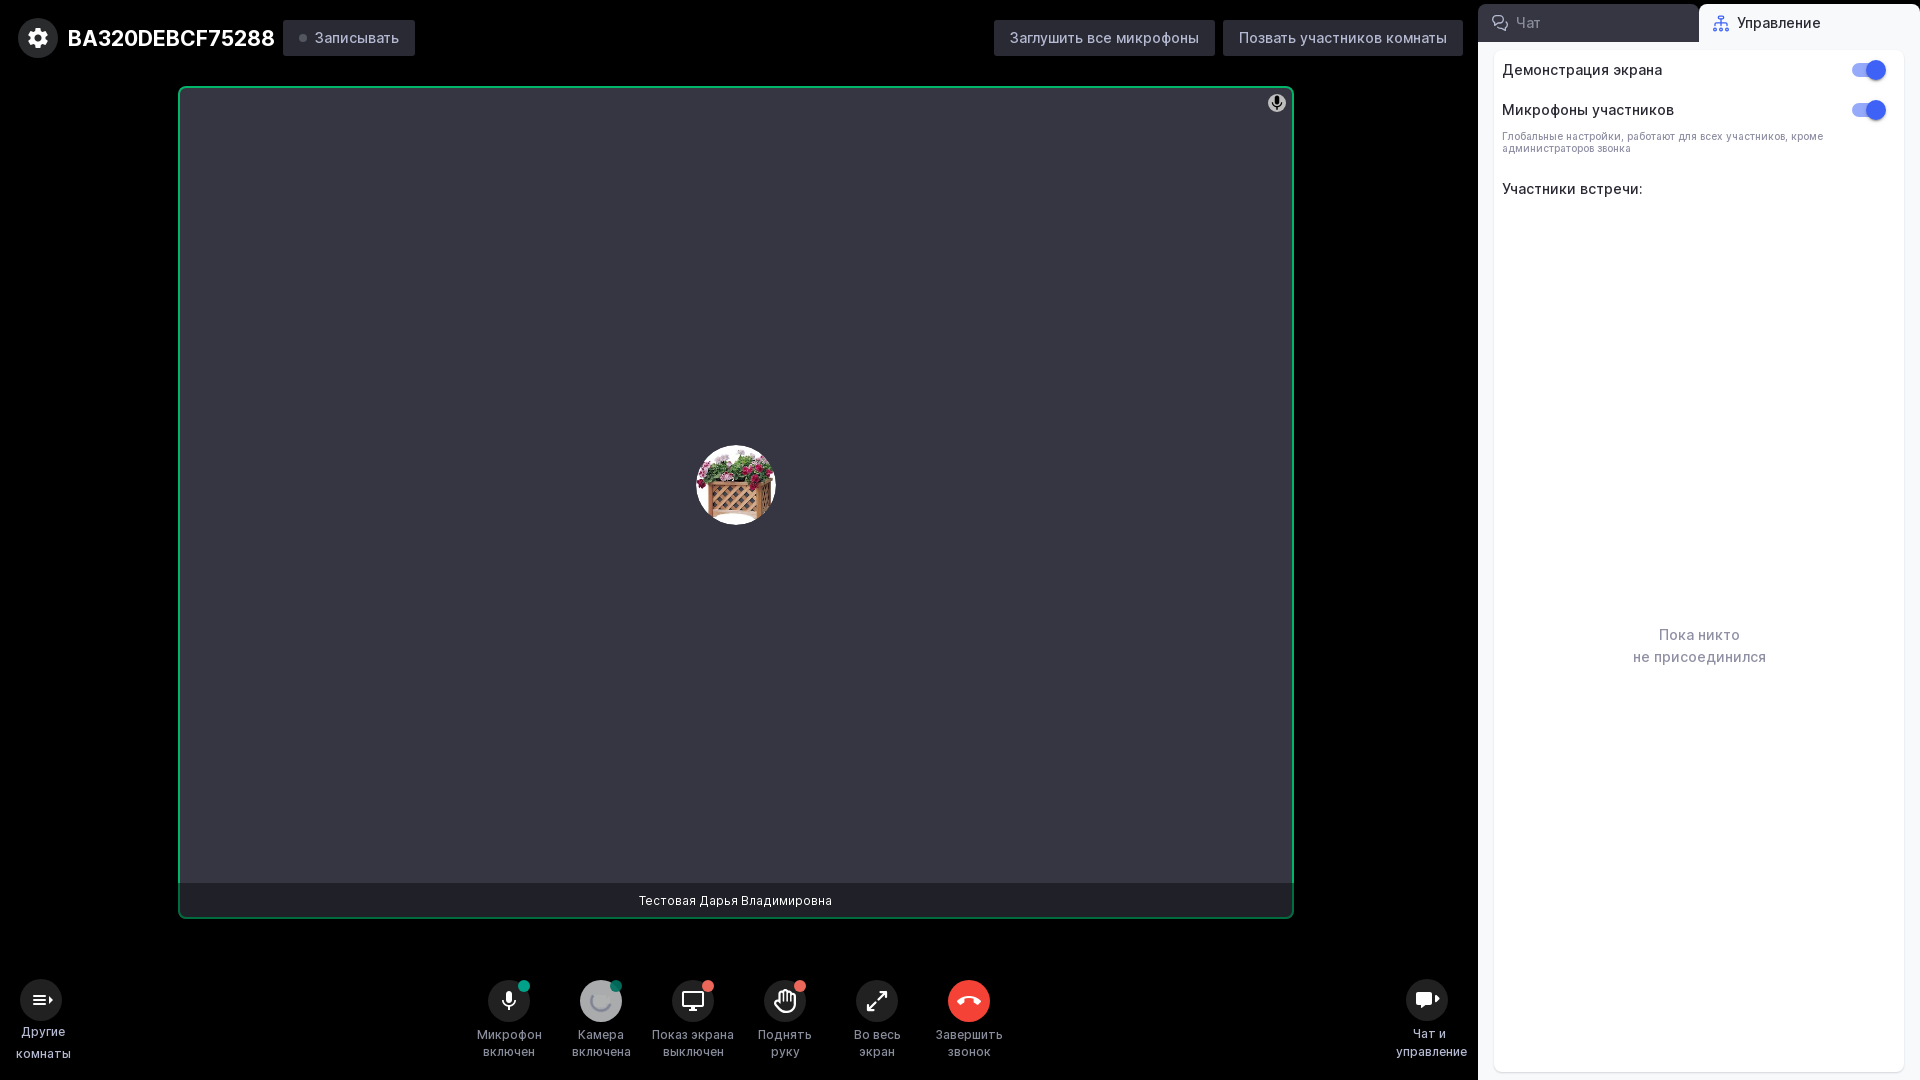 BA320DEBCF75288
Записывать
Заглушить все микрофоны
Позвать участников комнаты
Чат
Управление
Демонстрация экрана
Микрофоны участников
Глобальные настройки, работают для всех участников, кроме
администраторов звонка
Участники встречи:
Пока никто
не присоединился
Тестовая Дарья Владимировна
Другие
комнаты
Микрофон
включен
Камера
включена
Показ экрана
выключен
Поднять
руку
Во весь
экран
Завершить
звонок
Чат и
управление